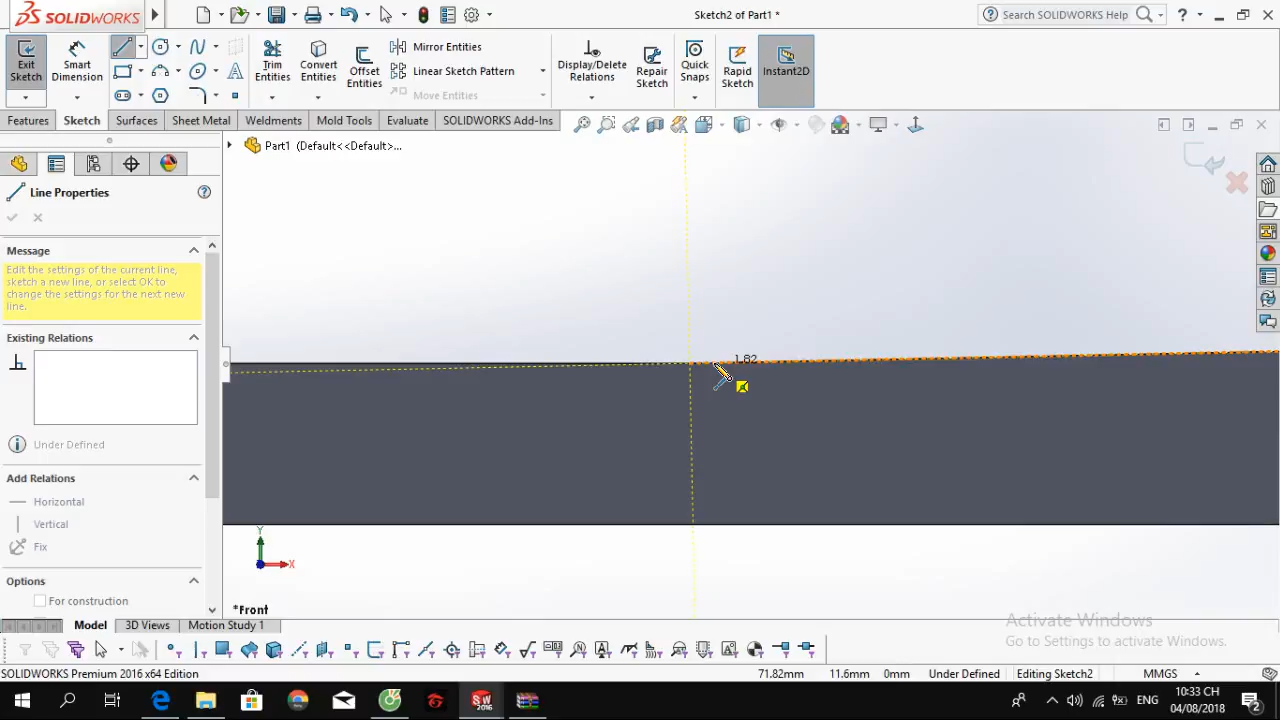 SOLIDWORKS
Sketch2 of Part1 *
Search SOLIDWORKS Help
Exit Sketch
Smart Dimension
Trim Entities
Convert Entities
Offset Entities
Mirror Entities
Linear Sketch Pattern
Move Entities
Display/Delete Relations
Repair Sketch
Quick Snaps
Rapid Sketch
Instant2D
Features
Sketch
Surfaces
Sheet Metal
Weldments
Mold Tools
Evaluate
SOLIDWORKS Add-Ins
Part1 (Default<<Default>...
Line Properties
Message
Edit the settings of the current line,
sketch a new line, or select OK to
change the settings for the next new
line.
Existing Relations
Under Defined
Add Relations
Horizontal
Vertical
Fix
Options
For construction
1.82
Y
X
*Front
Activate Windows
Go to Settings to activate Windows.
Model
3D Views
Motion Study 1
SOLIDWORKS Premium 2016 x64 Edition
71.82mm
11.6mm
0mm
Under Defined
Editing Sketch2
MMGS
SW
2016
ENG
10:33 CH
04/08/2018
2